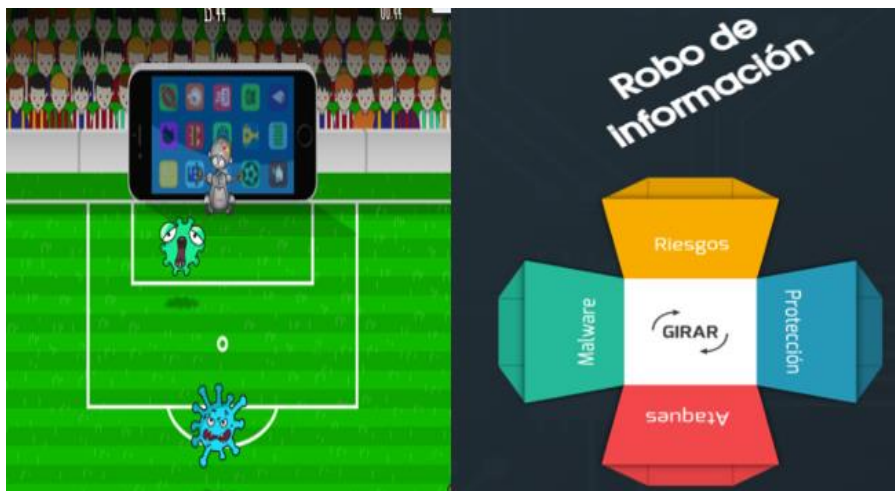 Robo de
información
Riesgos
Malware
GIRAR
Protección
Ataques